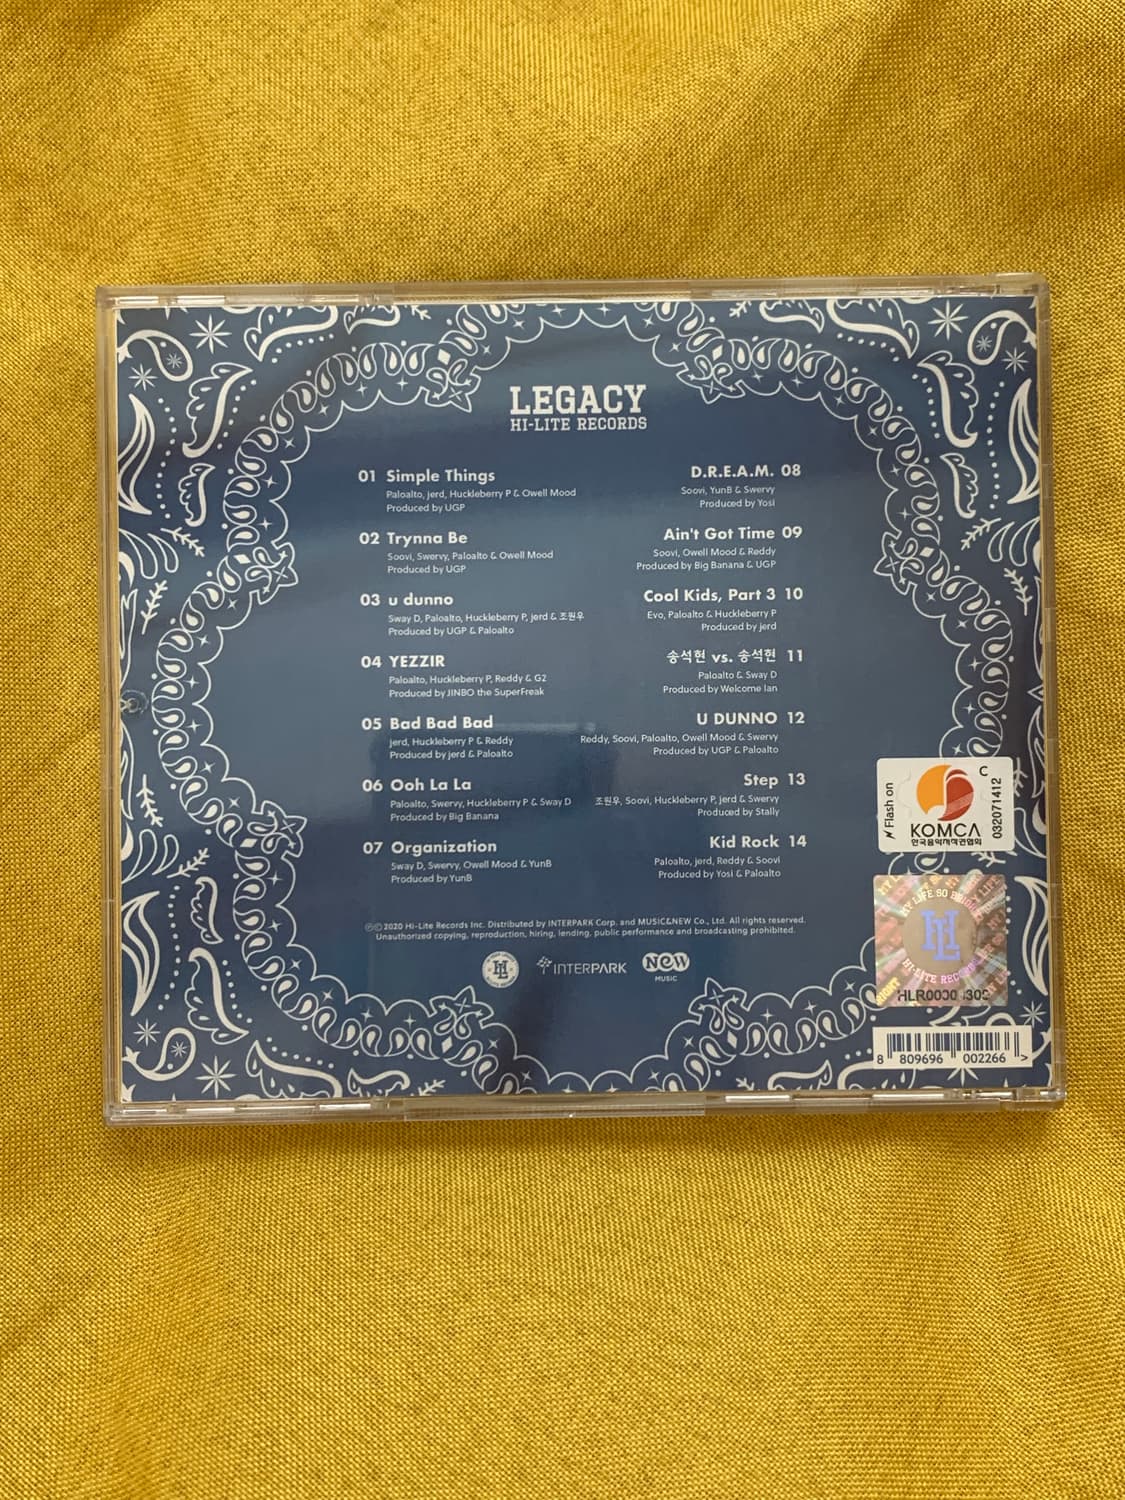 LEGACY
HI-LITE RECORDS
01 Simple Things
Paloalto, jerd, Huckleberry P & Owell Mood
Produced by UGP
02 Trynna Be
Soovi, Swervy, Paloalto & Owell Mood
Produced by UGP
03 u dunno
Sway D, Paloalto, Huckleberry P, jerd & 조원우
Produced by UGP & Paloalto
04 YEZZIR
Paloalto, Huckleberry P, Reddy & G2
Produced by JINBO the SuperFreak
05 Bad Bad Bad
jerd, Huckleberry P & Reddy
Produced by jerd & Paloalto
06 Ooh La La
Paloalto, Swervy, Huckleberry P & Sway D
Produced by Big Banana
07 Organization
Sway D, Swervy, Owell Mood & YunB
Produced by YunB
D.R.E.A.M. 08
Soovi, YunB & Swervy
Produced by Yosi
Ain't Got Time 09
Soovi, Owell Mood & Reddy
Produced by Big Banana & UGP
Cool Kids, Part 3 10
Evo, Paloalto & Huckleberry P
Produced by jerd
송석현 vs. 송석현 11
Paloalto & Sway D
Produced by Welcome Ian
U DUNNO 12
Reddy, Soovi, Paloalto, Owell Mood & Swervy
Produced by UGP & Paloalto
Step 13
조원우, Soovi, Huckleberry P, jerd & Swervy
Produced by Stally
Kid Rock 14
Paloalto, jerd, Reddy & Soovi
Produced by Yosi & Paloalto
℗© 2020 Hi-Lite Records Inc. Distributed by INTERPARK Corp. and MUSIC&NEW Co., Ltd. All rights reserved.
Unauthorized copying, reproduction, hiring, lending, public performance and broadcasting prohibited.
INTERPARK
NEW
MUSIC
Flash on
KOMCA
한국음악저작권협회
C
032071412
MY LIFE SO BRIGHT
HL
HI-LITE RECORDS
8 809696 002266 >